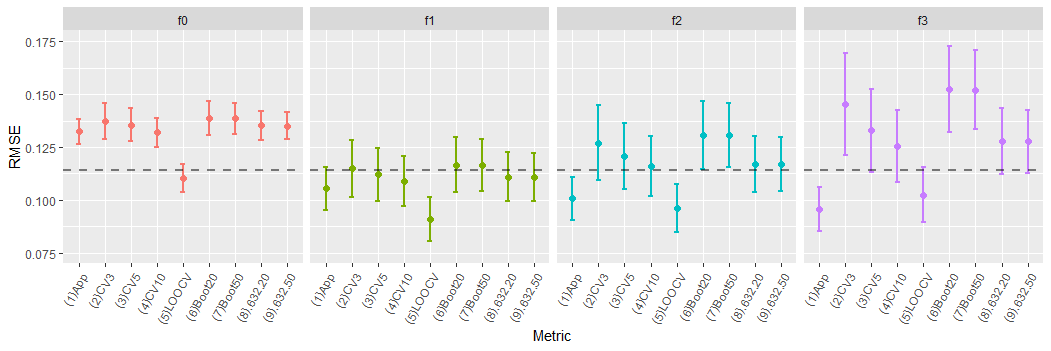 f0 f1 f2 f3
RMSE
0.175
0.150
0.125
0.100
0.075
(1)App (2)CV3 (3)CV5 (4)CV10 (5)LOOCV (6)Boot20 (7)Boot50 (8).632.20 (9).632.50
(1)App (2)CV3 (3)CV5 (4)CV10 (5)LOOCV (6)Boot20 (7)Boot50 (8).632.20 (9).632.50
(1)App (2)CV3 (3)CV5 (4)CV10 (5)LOOCV (6)Boot20 (7)Boot50 (8).632.20 (9).632.50
(1)App (2)CV3 (3)CV5 (4)CV10 (5)LOOCV (6)Boot20 (7)Boot50 (8).632.20 (9).632.50
Metric